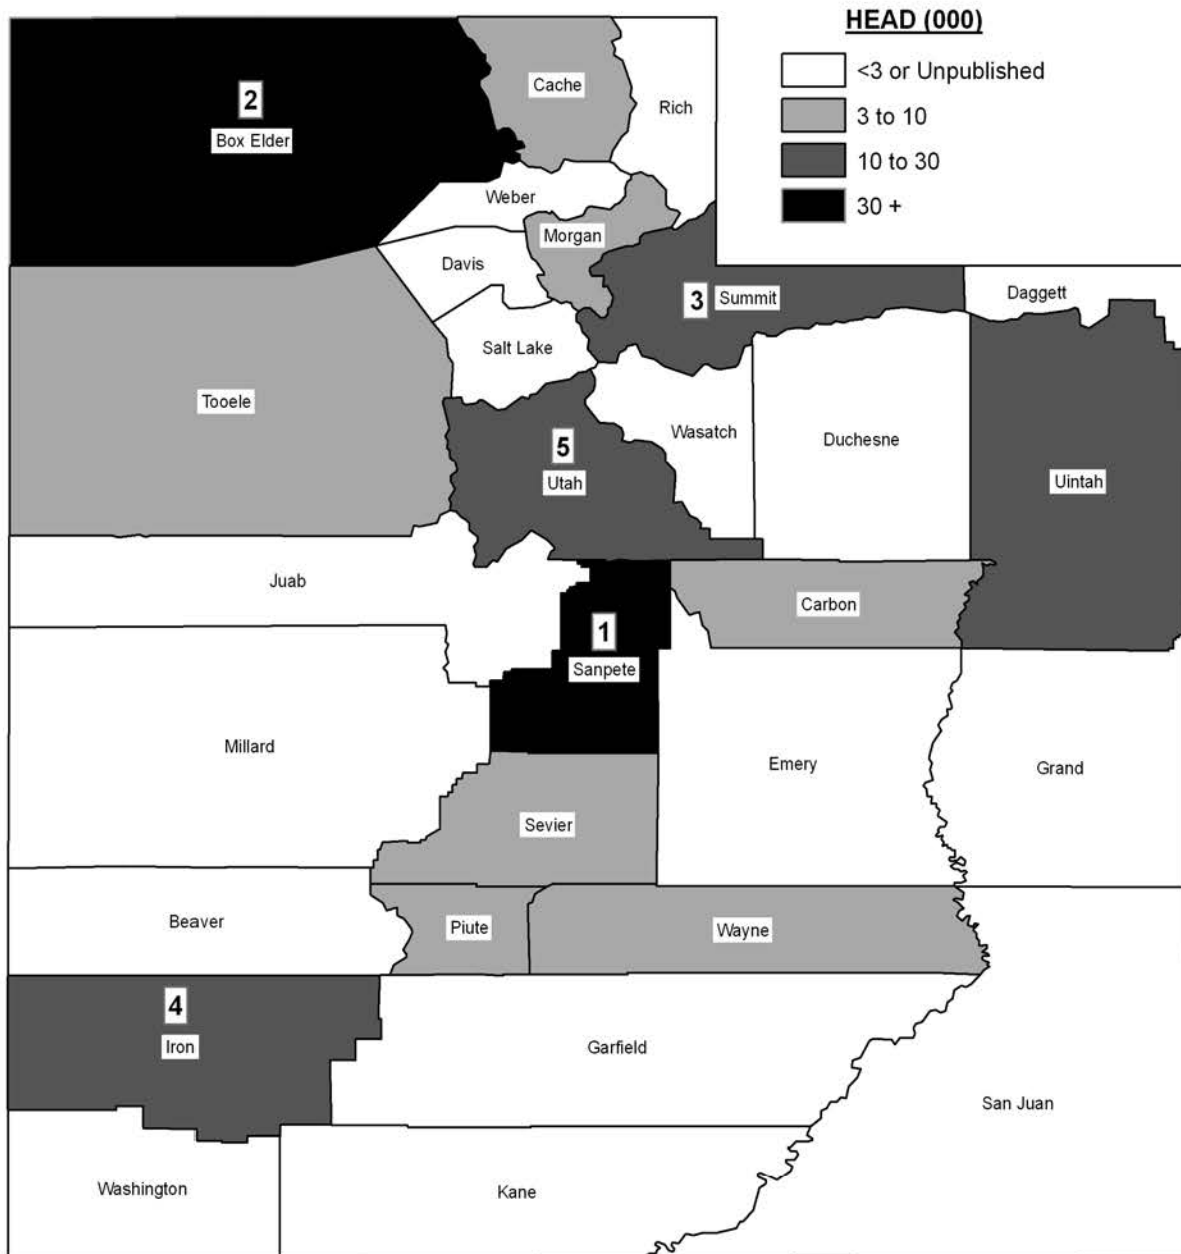 HEAD (000)
<3 or Unpublished
3 to 10
10 to 30
30 +
Cache
2
Rich
Box Elder
Weber
Morgan
Davis
3 Summit
Daggett
Salt Lake
Tooele
Wasatch
Duchesne
5
Utah
Uintah
Juab
Carbon
1
Sanpete
Millard
Emery
Grand
Sevier
Beaver
Piute
Wayne
4
Iron
Garfield
San Juan
Washington
Kane